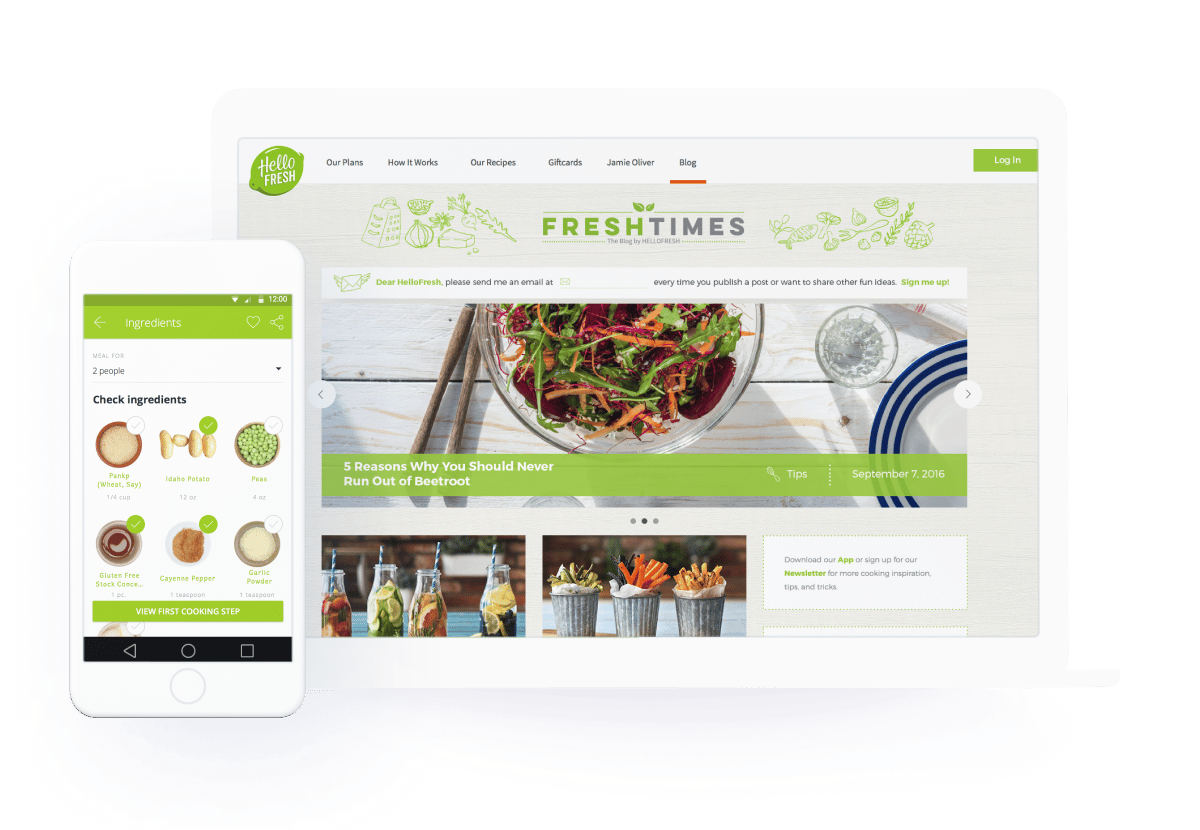 Hello
FRESH
Our Plans
How It Works
Our Recipes
Giftcards
Jamie Oliver
Blog
Log In
FRESHTIMES
The Blog by HELLOFRESH
Dear HelloFresh, please send me an email at
every time you publish a post or want to share other fun ideas. Sign me up!
5 Reasons Why You Should Never
Run Out of Beetroot
Tips
September 7, 2016
Download our App or sign up for our
Newsletter for more cooking inspiration,
tips, and tricks.
12:00
Ingredients
MEAL FOR
2 people
Check ingredients
Pankp
(Wheat, Say)
1/4 cup
Idaho Potato
12 oz
Peas
4 oz
Gluten Free
Stock Conce...
1 pc.
Cayenne Pepper
1 teaspoon
Garlic
Powder
1 teaspoon
VIEW FIRST COOKING STEP